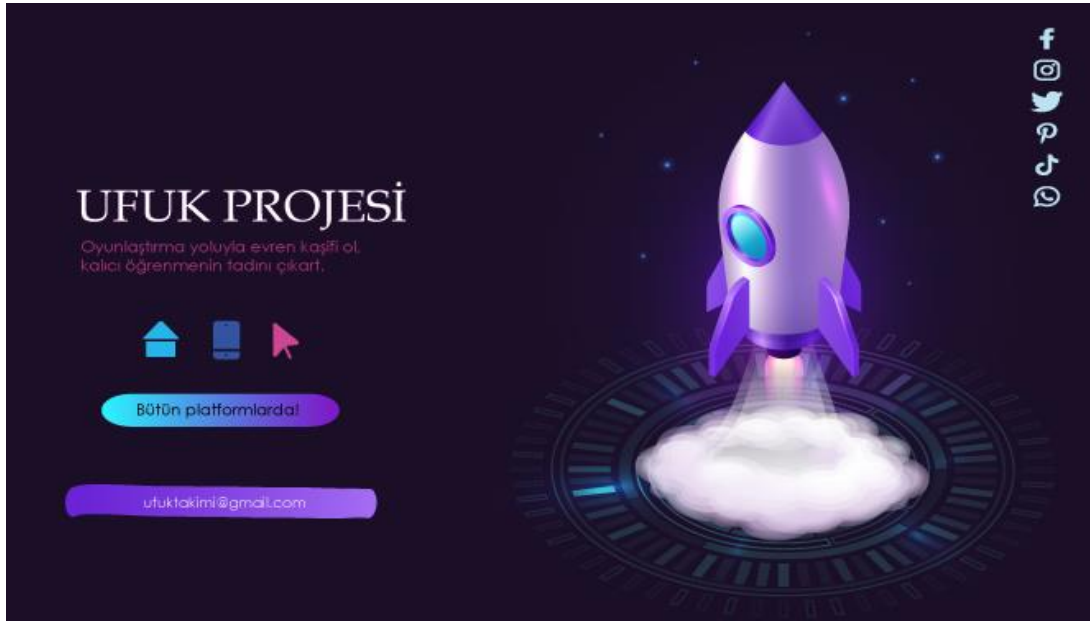 UFUK PROJESİ
Oyunlaştırma yoluyla evren kaşifi ol,
kalıcı öğrenmenin tadını çıkart.
Bütün platformlarda!
ufuktakimi@gmail.com